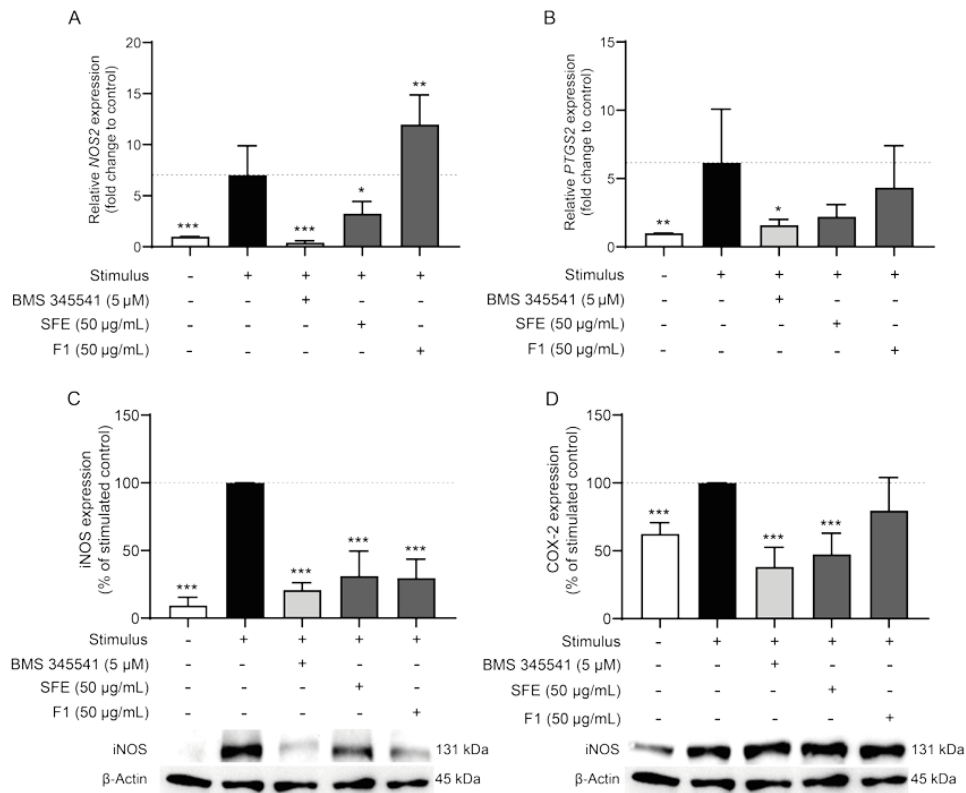 A
Relative NOS2 expression
(fold change to control)
20
15
10
5
0
***
***
*
**
Stimulus - + + + +
BMS 345541 (5 µM) - - + - -
SFE (50 µg/mL) - - - + -
F1 (50 µg/mL) - - - - +
B
Relative PTGS2 expression
(fold change to control)
15
10
5
0
**
*
Stimulus - + + + +
BMS 345541 (5 µM) - - + - -
SFE (50 µg/mL) - - - + -
F1 (50 µg/mL) - - - - +
C
iNOS expression
(% of stimulated control)
150
100
50
0
***
***
***
***
Stimulus - + + + +
BMS 345541 (5 µM) - - + - -
SFE (50 µg/mL) - - - + -
F1 (50 µg/mL) - - - - +
iNOS 131 kDa
β-Actin 45 kDa
D
COX-2 expression
(% of stimulated control)
150
100
50
0
***
***
***
Stimulus - + + + +
BMS 345541 (5 µM) - - + - -
SFE (50 µg/mL) - - - + -
F1 (50 µg/mL) - - - - +
iNOS 131 kDa
β-Actin 45 kDa